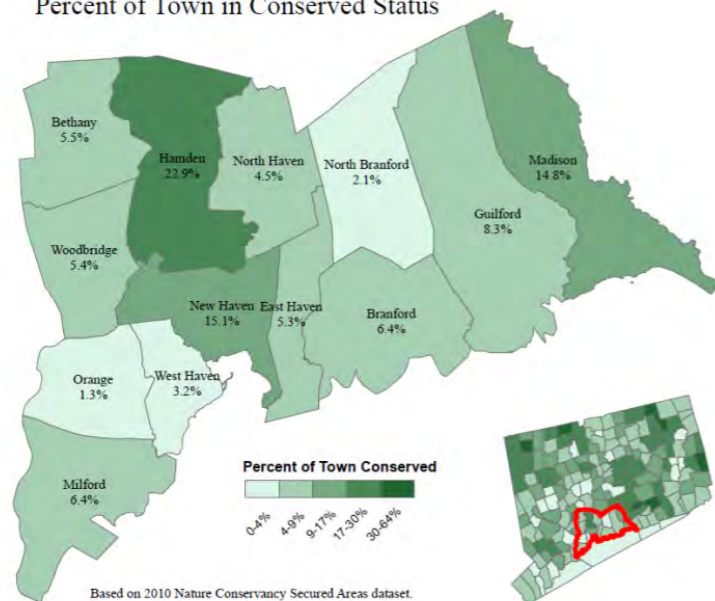 Percent of Town in Conserved Status
Bethany
5.5%
Hamden
22.9%
North Haven
4.5%
North Branford
2.1%
Madison
14.8%
Guilford
8.3%
Woodbridge
5.4%
New Haven
15.1%
East Haven
5.3%
Branford
6.4%
Orange
1.3%
West Haven
3.2%
Milford
6.4%
Percent of Town Conserved
0-4%
4-9%
9-17%
17-30%
30-64%
Based on 2010 Nature Conservancy Secured Areas dataset.